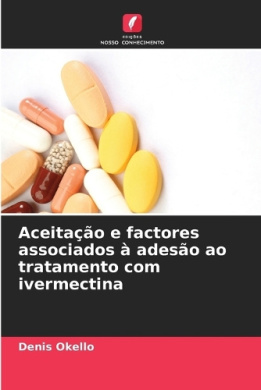 edições
NOSSO CONHECIMENTO
Aceitação e factores
associados à adesão ao
tratamento com
ivermectina
Denis Okello